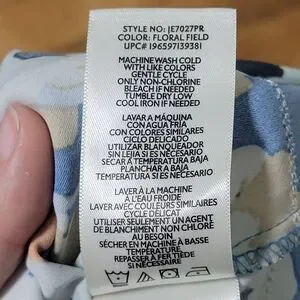 STYLE NO: JE7027PR
COLOR: FLORAL FIELD
UPC# 196597139381
MACHINE WASH COLD
WITH LIKE COLORS
GENTLE CYCLE
ONLY NON-CHLORINE
BLEACH IF NEEDED
TUMBLE DRY LOW
COOL IRON IF NEEDED
LAVAR A MÁQUINA
CON AGUA FRÍA
CON COLORES SIMILARES
CICLO DELICADO
UTILIZAR BLANQUEADOR
SIN LEJÍA SI ES NECESARIO
SECAR A TEMPERATURA BAJA
PLANCHAR A BAJA
TEMPERATURA SI ES NECESARIO
LAVER À LA MACHINE
A L'EAU FROIDE
LAVER AVEC COULEURS SIMILAIRES
CYCLE DÉLICAT
UTILISER SEULEMENT UN AGENT
DE BLANCHIMENT NON CHLORÉ
AU BESOIN
SÉCHER AU MACHINE À BASSE
TEMPÉRATURE
REPASSER À FER TIÈDE
SI NÉCESSAIRE